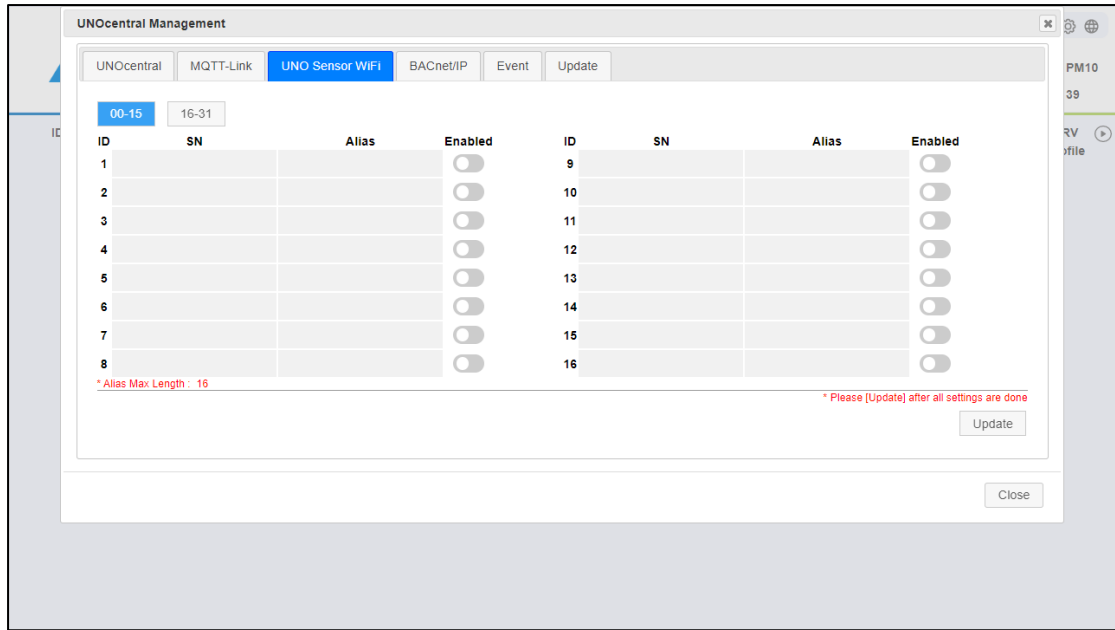 UNOcentral Management
PM10
39
UNOcentral MQTT-Link UNO Sensor WiFi BACnet/IP Event Update
00-15 16-31
ID SN Alias Enabled ID SN Alias Enabled
1 9
2 10
3 11
4 12
5 13
6 14
7 15
8 16
* Alias Max Length : 16
* Please [Update] after all settings are done
Update
Close